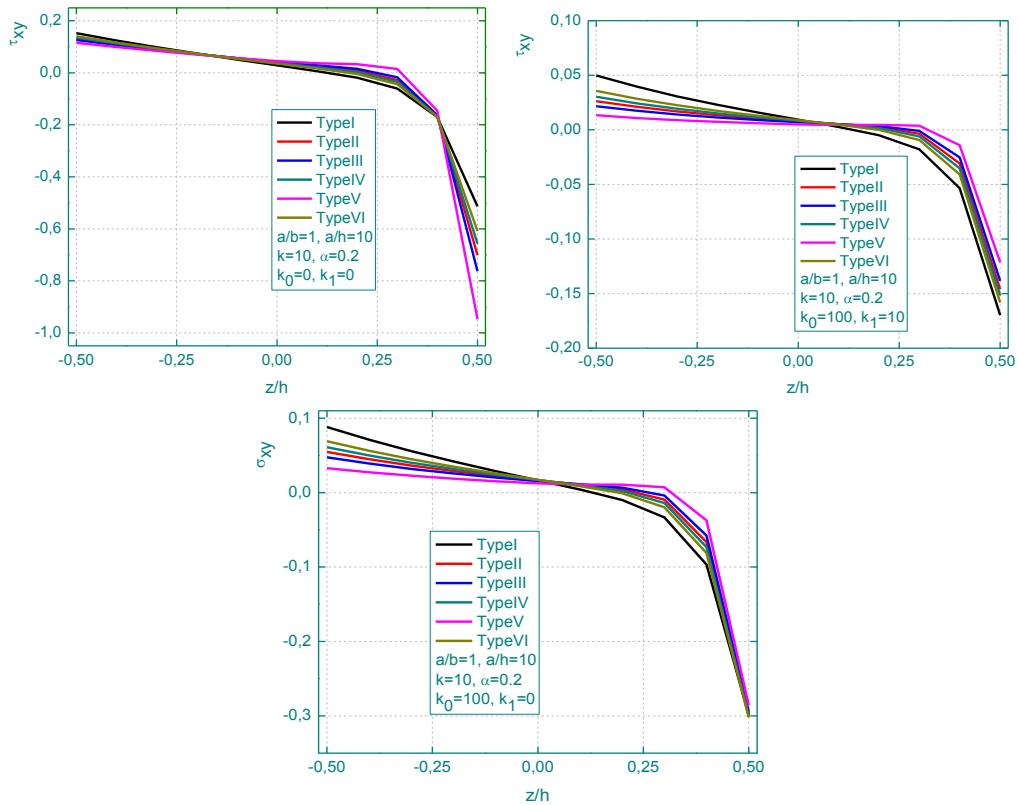 τxy
0,2
0,0
-0,2
-0,4
-0,6
-0,8
-1,0
-0,50
-0,25
0,00
0,25
0,50
z/h
TypeI
TypeII
TypeIII
TypeIV
TypeV
TypeVI
a/b=1, a/h=10
k=10, α=0.2
k0=0, k1=0
τxy
0,10
0,05
0,00
-0,05
-0,10
-0,15
-0,20
-0,50
-0,25
0,00
0,25
0,50
z/h
TypeI
TypeII
TypeIII
TypeIV
TypeV
TypeVI
a/b=1, a/h=10
k=10, α=0.2
k0=100, k1=10
σxy
0,1
0,0
-0,1
-0,2
-0,3
-0,50
-0,25
0,00
0,25
0,50
z/h
TypeI
TypeII
TypeIII
TypeIV
TypeV
TypeVI
a/b=1, a/h=10
k=10, α=0.2
k0=100, k1=0